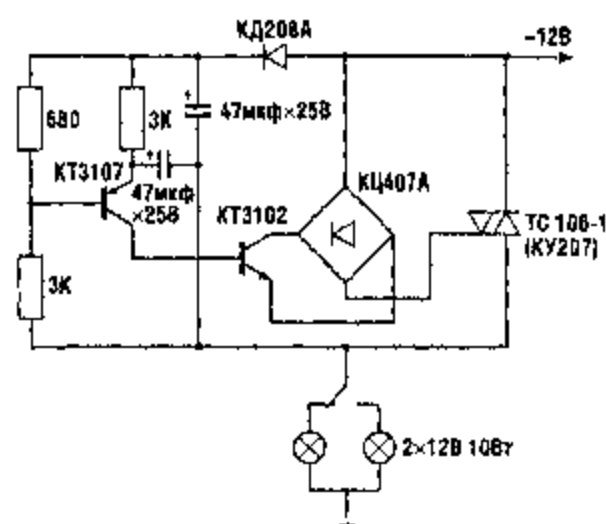 КД208А
–12В
680
3К
47мкф×25В
КТ3107
47мкф
×25В
КЦ407А
КТ3102
ТС 106-1
(КУ207)
3К
2×12В 10Вт